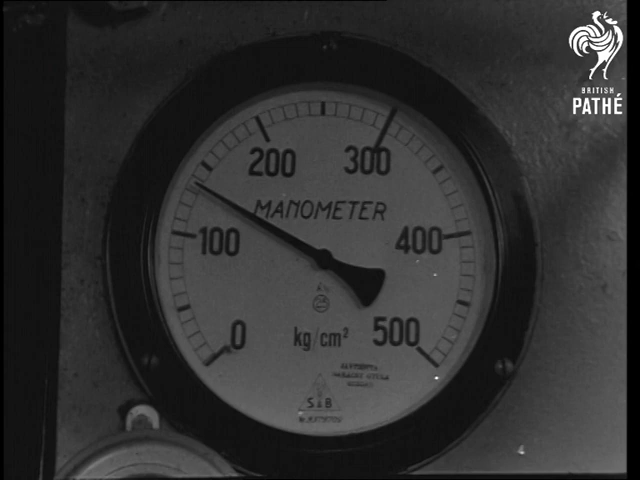 BRITISH
PATHÉ
200
300
MANOMETER
100
400
0
kg/cm²
500
S&B